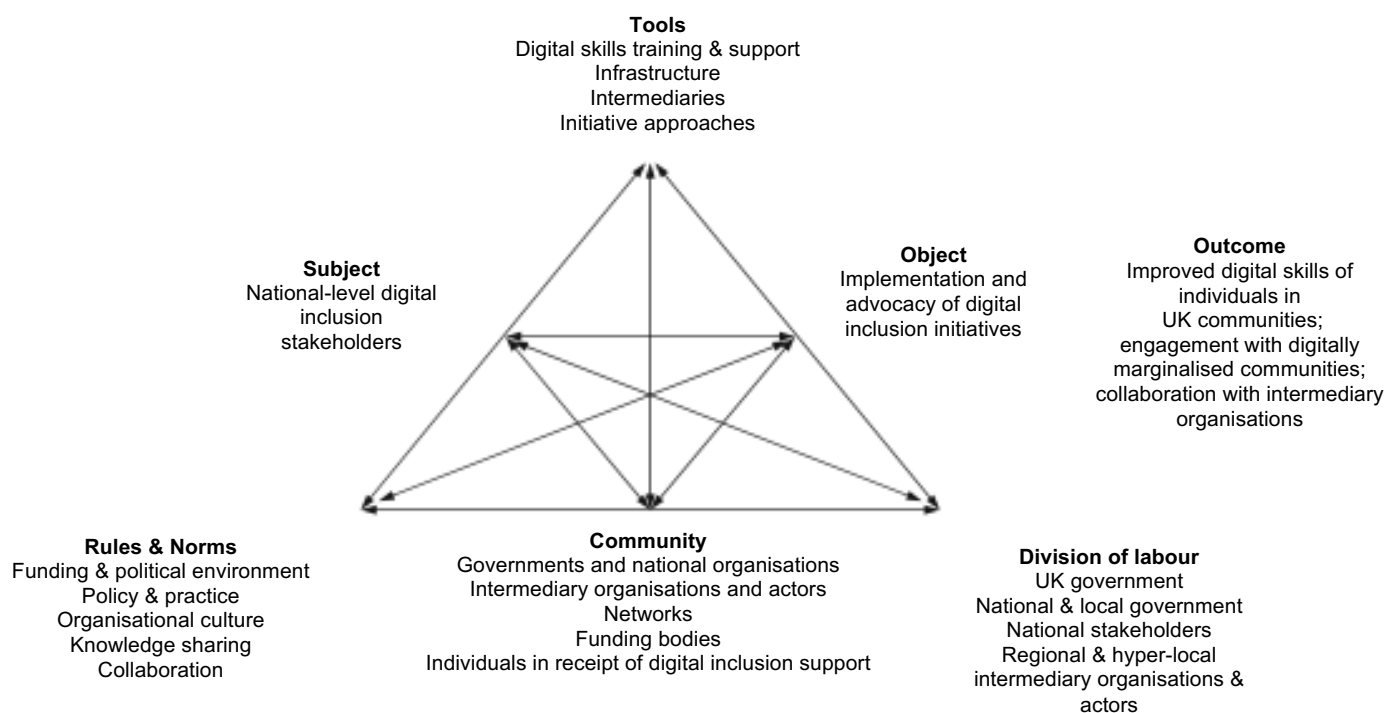 Tools
Digital skills training & support
Infrastructure
Intermediaries
Initiative approaches
Subject
National-level digital
inclusion
stakeholders
Object
Implementation and
advocacy of digital
inclusion initiatives
Outcome
Improved digital skills of
individuals in
UK communities;
engagement with digitally
marginalised communities;
collaboration with intermediary
organisations
Rules & Norms
Funding & political environment
Policy & practice
Organisational culture
Knowledge sharing
Collaboration
Community
Governments and national organisations
Intermediary organisations and actors
Networks
Funding bodies
Individuals in receipt of digital inclusion support
Division of labour
UK government
National & local government
National stakeholders
Regional & hyper-local
intermediary organisations &
actors